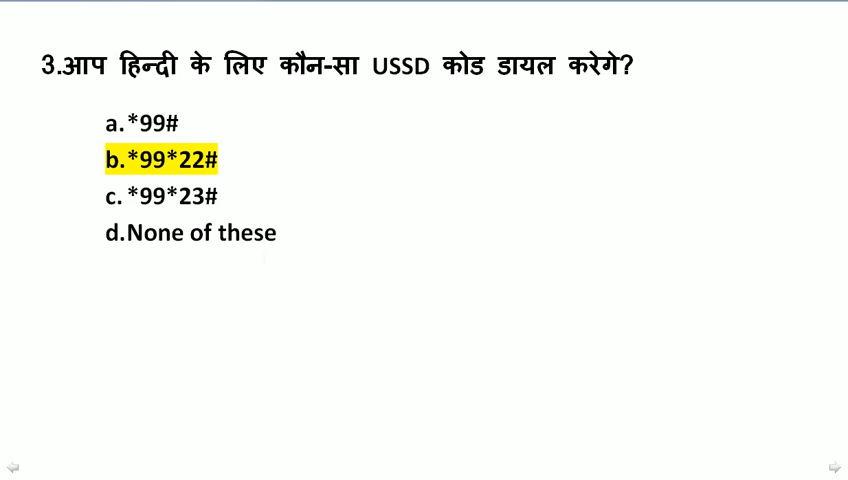 3.आप हिन्दी के लिए कौन-सा USSD कोड डायल करेगे?
a.*99#
b.*99*22#
c. *99*23#
d.None of these